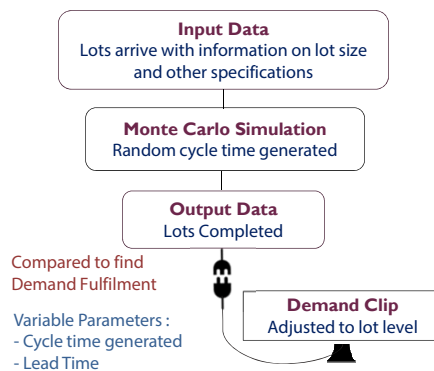 Input Data
Lots arrive with information on lot size
and other specifications
Monte Carlo Simulation
Random cycle time generated
Output Data
Lots Completed
Compared to find
Demand Fulfilment
Demand Clip
Adjusted to lot level
Variable Parameters :
- Cycle time generated
- Lead Time